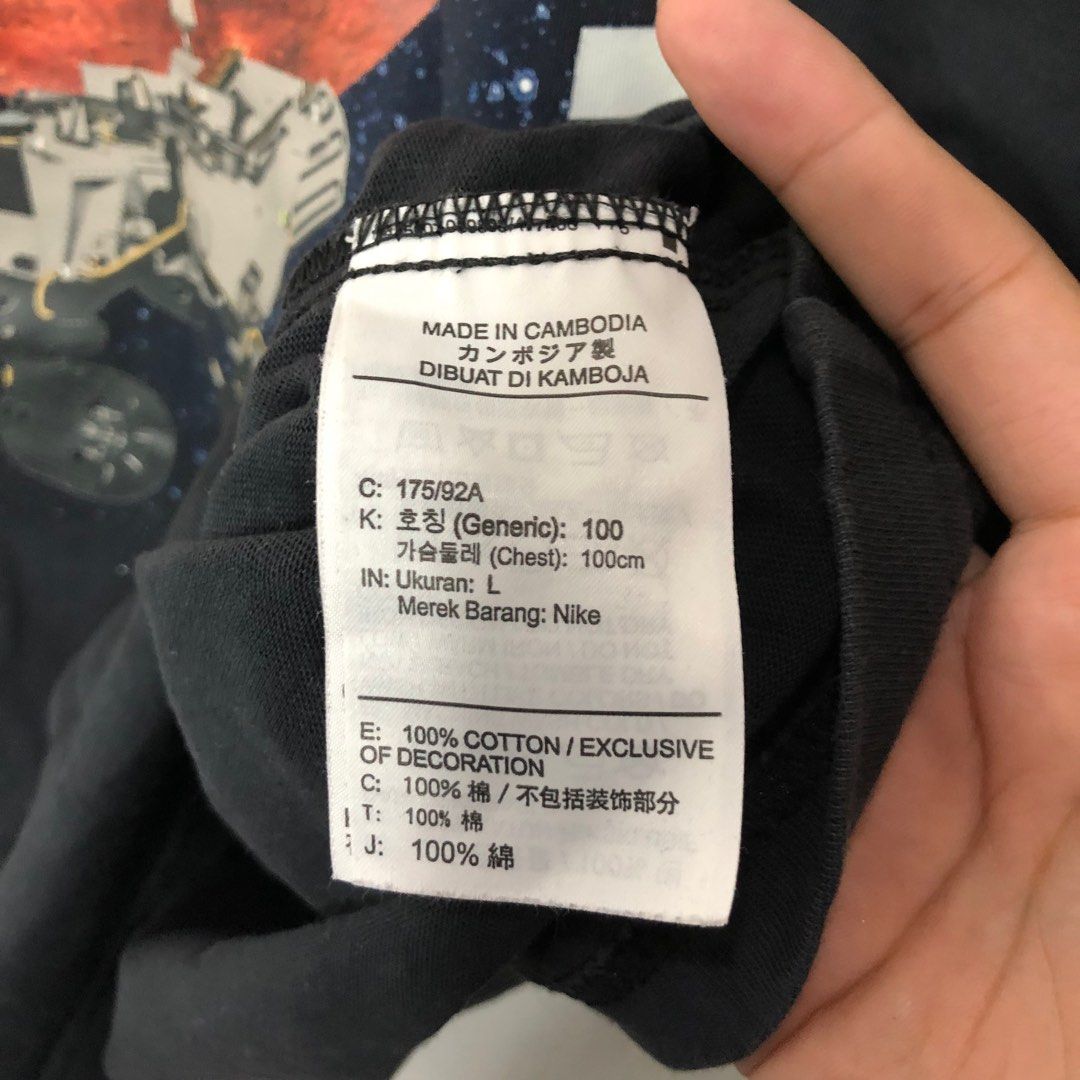 MADE IN CAMBODIA
カンボジア製
DIBUAT DI KAMBOJA
C: 175/92A
K: 호칭 (Generic): 100
가슴둘레 (Chest): 100cm
IN: Ukuran: L
Merek Barang: Nike
E: 100% COTTON / EXCLUSIVE
OF DECORATION
C: 100% 棉 / 不包括装饰部分
T: 100% 棉
J: 100% 綿